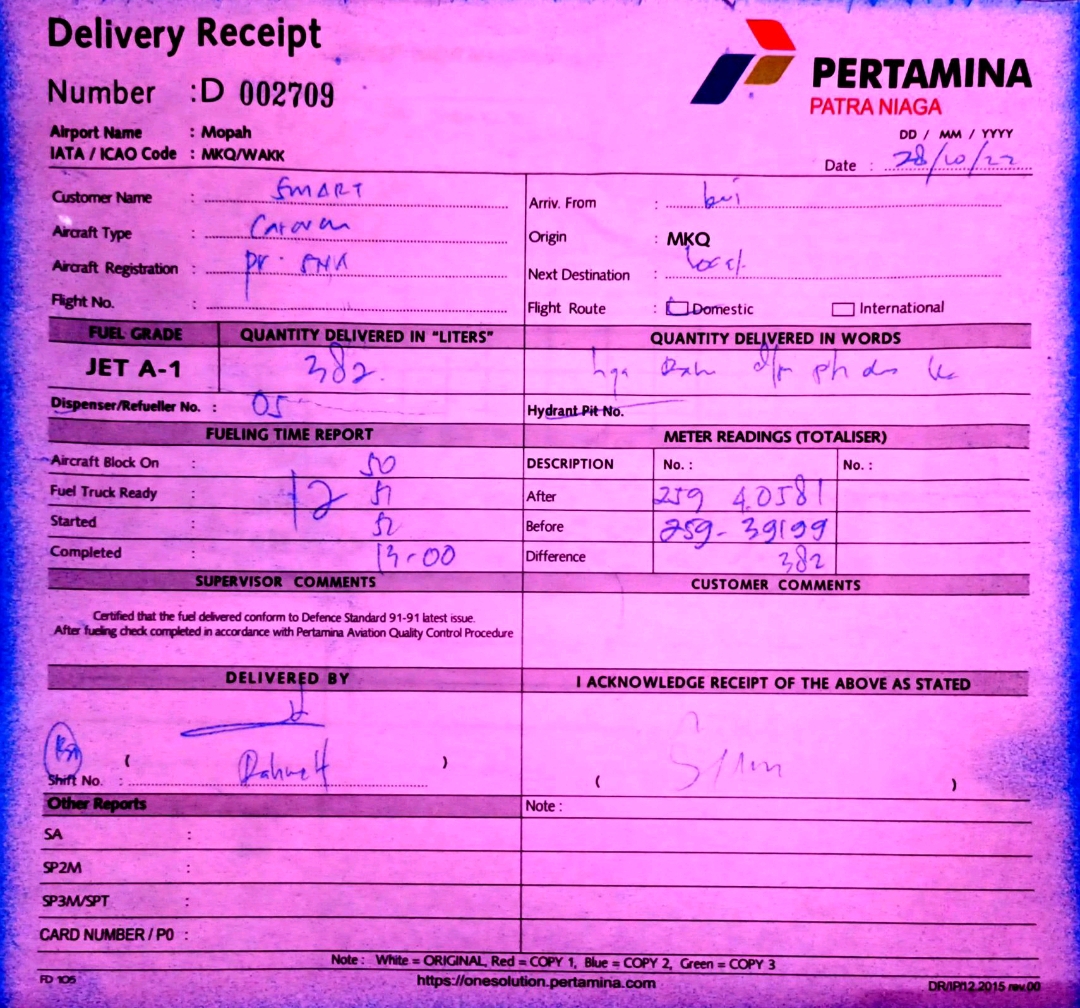 Delivery Receipt
Number : D 002709
PERTAMINA
PATRA NIAGA
Airport Name : Mopah
IATA / ICAO Code : MKQ/WAKK
DD / MM / YYYY
Date : 28/10/22
Customer Name : SMART
Arriv. From :
Aircraft Type : Caravan
Origin : MKQ
Aircraft Registration :
Next Destination : local
Flight No. :
Flight Route : Domestic International
FUEL GRADE QUANTITY DELIVERED IN "LITERS" QUANTITY DELIVERED IN WORDS
JET A-1 382
Dispenser/Refueller No. : 05
Hydrant Pit No.
FUELING TIME REPORT METER READINGS (TOTALISER)
Aircraft Block On : 50
DESCRIPTION No. : No. :
Fuel Truck Ready : 12 51
After 259 40581
Started : 52
Before 259-39199
Completed : 13-00
Difference 382
SUPERVISOR COMMENTS CUSTOMER COMMENTS
Certified that the fuel delivered conform to Defence Standard 91-91 latest issue.
After fueling check completed in accordance with Pertamina Aviation Quality Control Procedure
DELIVERED BY I ACKNOWLEDGE RECEIPT OF THE ABOVE AS STATED
( ) ( )
Shift No. :
Other Reports Note :
SA :
SP2M :
SP3M/SPT :
CARD NUMBER / P0 :
Note : White = ORIGINAL, Red = COPY 1, Blue = COPY 2, Green = COPY 3
FD 105 https://onesolution.pertamina.com DR/IP/12.2015 rev.00